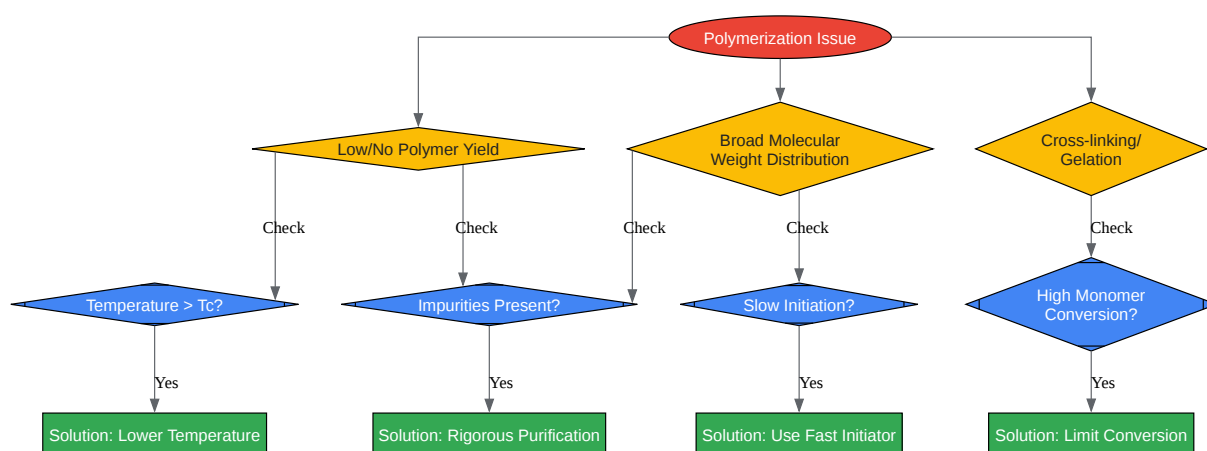 Polymerization Issue
Low/No Polymer Yield
Broad Molecular
Weight Distribution
Cross-linking/
Gelation
Check
Check
Check
Check
Check
Temperature > Tc?
Impurities Present?
Slow Initiation?
High Monomer
Conversion?
Yes
Yes
Yes
Yes
Solution: Lower Temperature
Solution: Rigorous Purification
Solution: Use Fast Initiator
Solution: Limit Conversion